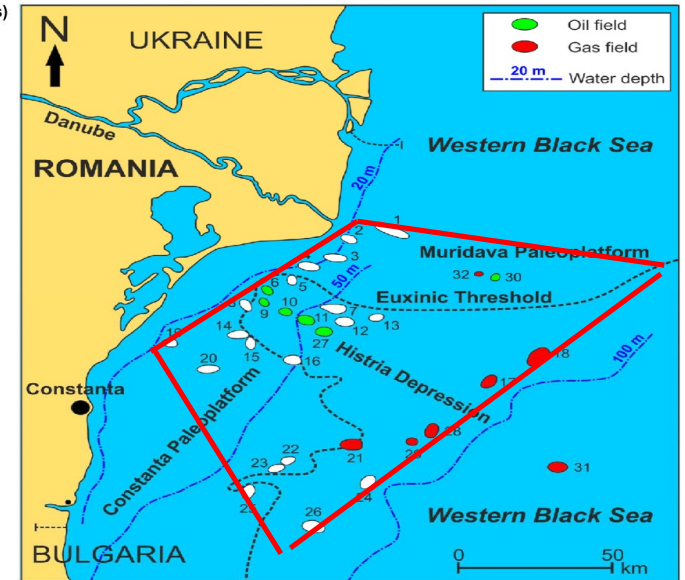 s)
N
UKRAINE
Oil field
Gas field
20 m
Water depth
Danube
ROMANIA
Western Black Sea
20 m
1
2
3
Muridava Paleoplatform
50 m
5
6
32
30
Euxinic Threshold
9
10
11
7
12
13
14
15
27
16
18
17
20
Histria Depression
100 m
Constanta
Constanta Paleoplatform
28
21
22
23
31
24
25
26
Western Black Sea
BULGARIA
0
50
km